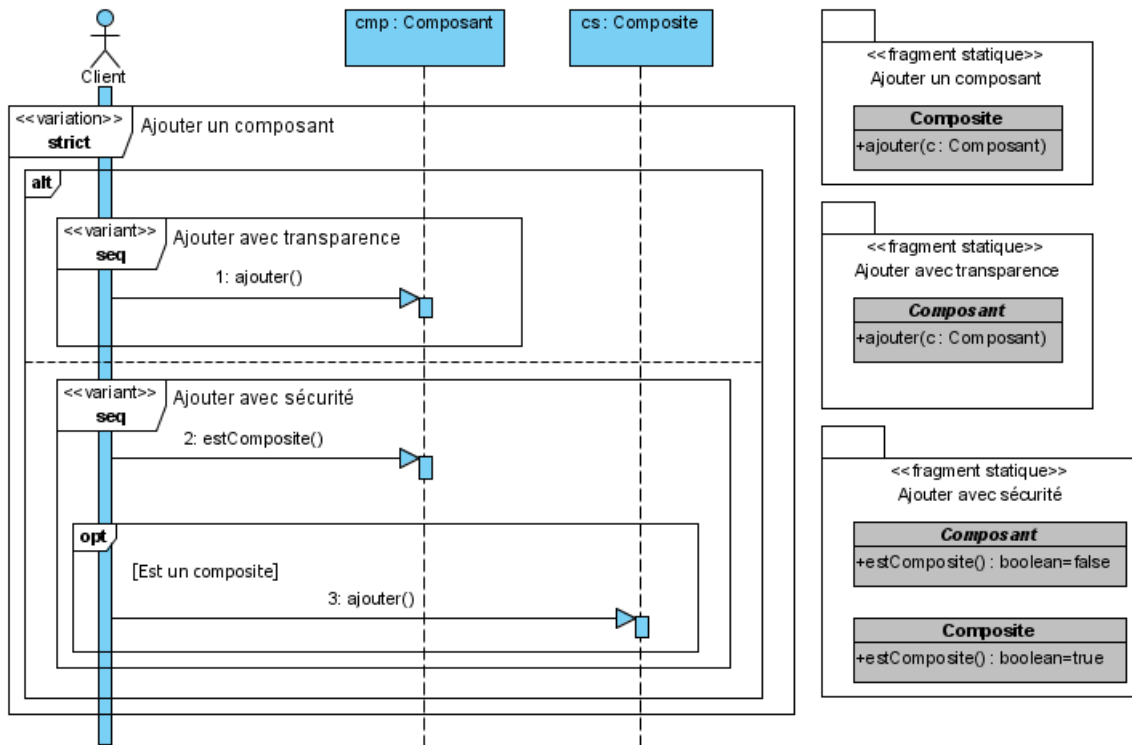 Client
cmp : Composant
cs : Composite
<<variation>>
strict
Ajouter un composant
alt
<<variant>>
seq
Ajouter avec transparence
1: ajouter()
<<variant>>
seq
Ajouter avec sécurité
2: estComposite()
opt
[Est un composite]
3: ajouter()
<<fragment statique>>
Ajouter un composant
Composite
+ajouter(c : Composant)
<<fragment statique>>
Ajouter avec transparence
Composant
+ajouter(c : Composant)
<<fragment statique>>
Ajouter avec sécurité
Composant
+estComposite() : boolean=false
Composite
+estComposite() : boolean=true